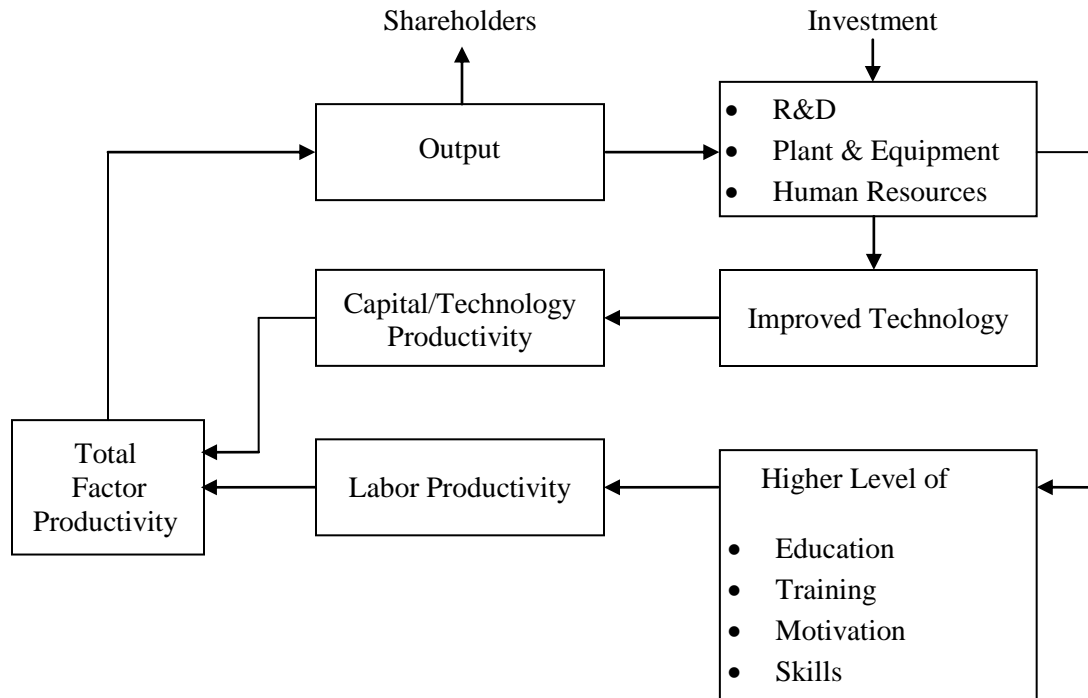 Shareholders
Investment
Output
• R&D
• Plant & Equipment
• Human Resources
Capital/Technology
Productivity
Improved Technology
Total
Factor
Productivity
Labor Productivity
Higher Level of
• Education
• Training
• Motivation
• Skills